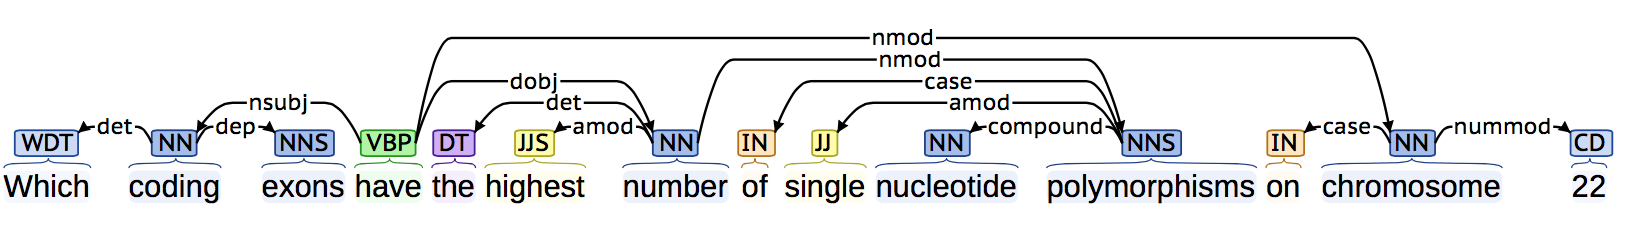 nmod
nmod
dobj case
nsubj det amod
det dep amod compound case nummod
WDT NN NNS VBP DT JJS NN IN JJ NN NNS IN NN CD
Which coding exons have the highest number of single nucleotide polymorphisms on chromosome 22